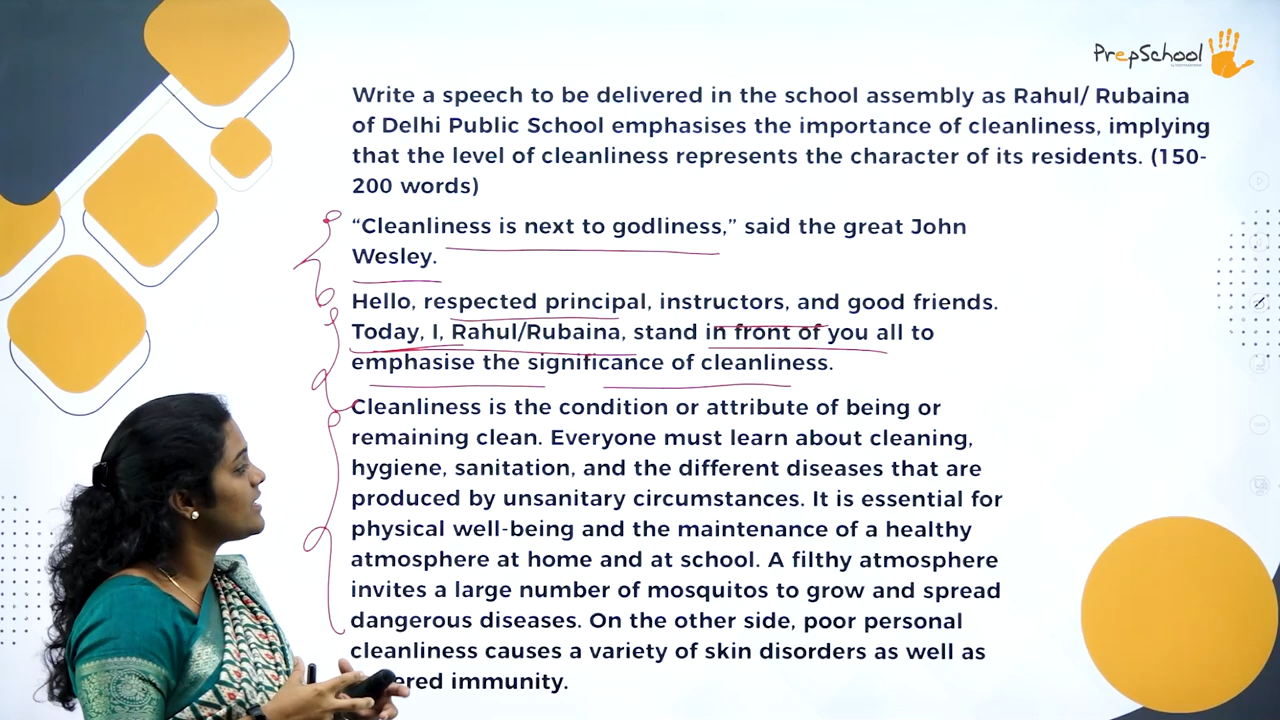 PrepSchool
Write a speech to be delivered in the school assembly as Rahul/ Rubaina
of Delhi Public School emphasises the importance of cleanliness, implying
that the level of cleanliness represents the character of its residents. (150-
200 words)
“Cleanliness is next to godliness,” said the great John
Wesley.
Hello, respected principal, instructors, and good friends.
Today, I, Rahul/Rubaina, stand in front of you all to
emphasise the significance of cleanliness.
Cleanliness is the condition or attribute of being or
remaining clean. Everyone must learn about cleaning,
hygiene, sanitation, and the different diseases that are
produced by unsanitary circumstances. It is essential for
physical well-being and the maintenance of a healthy
atmosphere at home and at school. A filthy atmosphere
invites a large number of mosquitos to grow and spread
dangerous diseases. On the other side, poor personal
cleanliness causes a variety of skin disorders as well as
immunity.